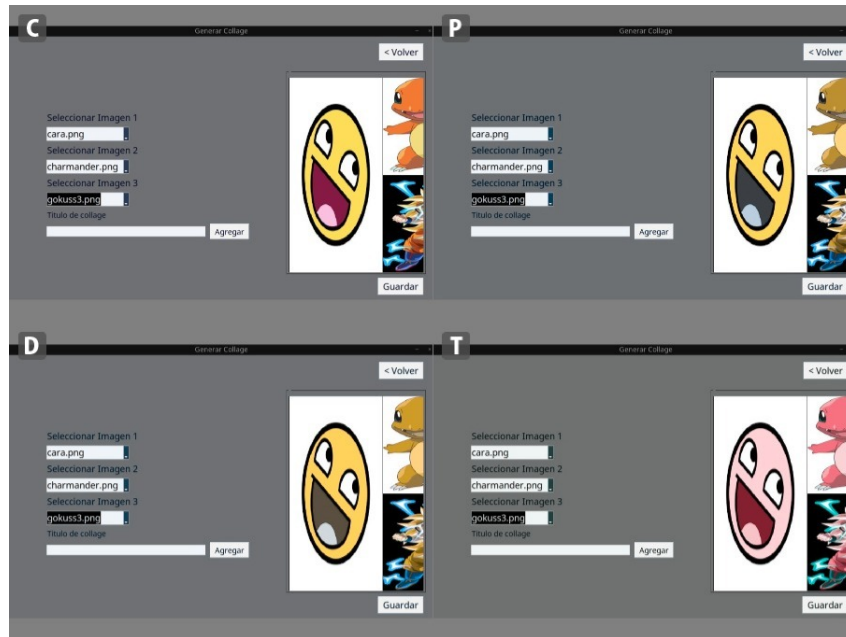 C
Generar Collage
< Volver
Seleccionar Imagen 1
cara.png
Seleccionar Imagen 2
charmander.png
Seleccionar Imagen 3
gokuss3.png
Titulo de collage
Agregar
Guardar
P
Generar Collage
< Volver
Seleccionar Imagen 1
cara.png
Seleccionar Imagen 2
charmander.png
Seleccionar Imagen 3
gokuss3.png
Titulo de collage
Agregar
Guardar
D
Generar Collage
< Volver
Seleccionar Imagen 1
cara.png
Seleccionar Imagen 2
charmander.png
Seleccionar Imagen 3
gokuss3.png
Titulo de collage
Agregar
Guardar
T
Generar Collage
< Volver
Seleccionar Imagen 1
cara.png
Seleccionar Imagen 2
charmander.png
Seleccionar Imagen 3
gokuss3.png
Titulo de collage
Agregar
Guardar